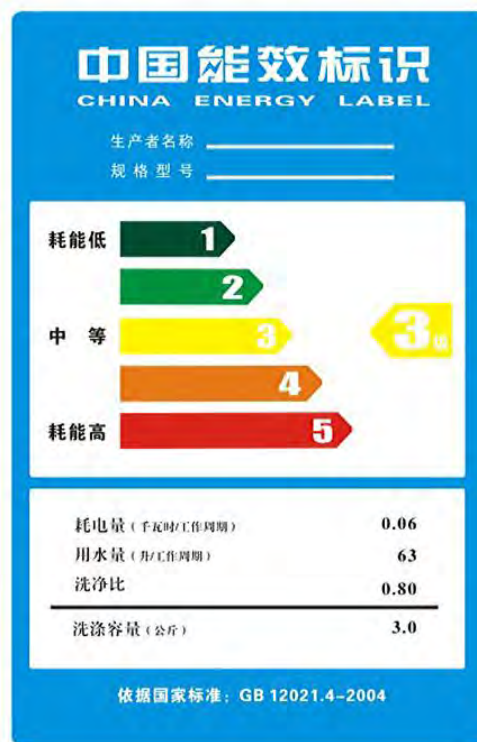 中国能效标识
CHINA ENERGY LABEL
生产者名称
规格型号
耗能低 1
2
中等 3 3级
4
耗能高 5
耗电量（千瓦时/工作周期） 0.06
用水量（升/工作周期） 63
洗净比 0.80
洗涤容量（公斤） 3.0
依据国家标准：GB 12021.4-2004